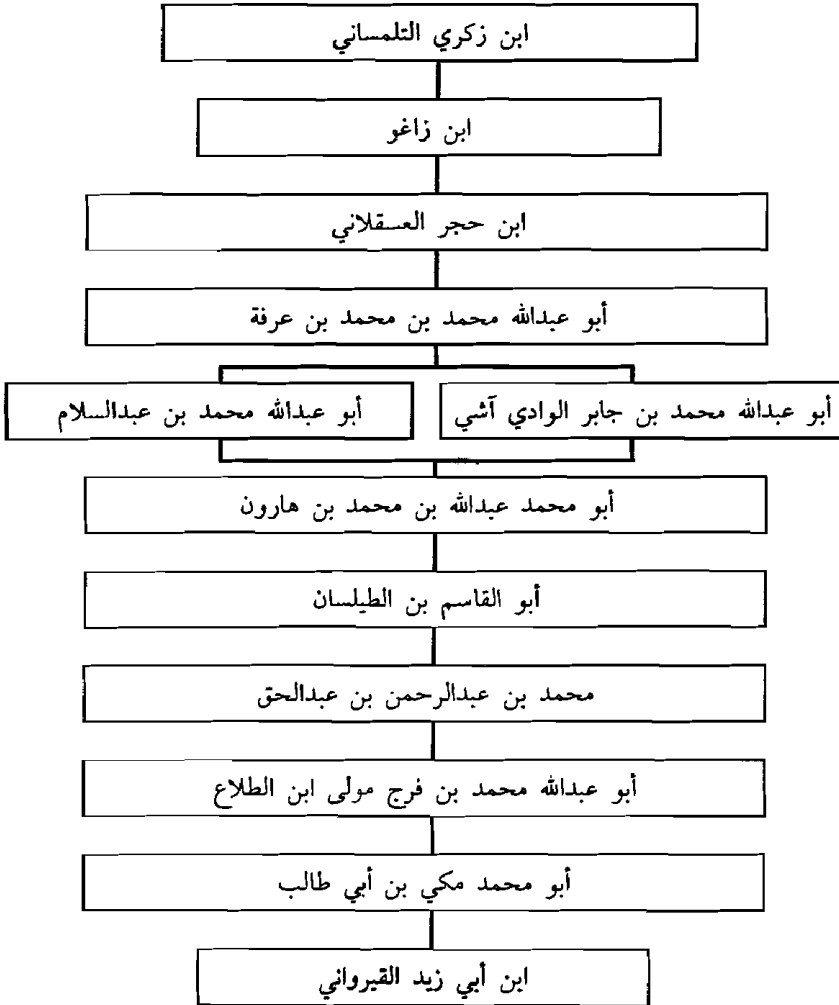 ابن زكري التلمساني
ابن زاغو
ابن حجر العسقلاني
أبو عبدالله محمد بن محمد بن عرفة
أبو عبدالله محمد بن جابر الوادي آشي
أبو عبدالله محمد بن عبدالسلام
أبو محمد عبدالله بن محمد بن هارون
أبو القاسم بن الطيلسان
محمد بن عبدالرحمن بن عبدالحق
أبو عبدالله محمد بن فرج مولى ابن الطلاع
أبو محمد مكي بن أبي طالب
ابن أبي زيد القيرواني